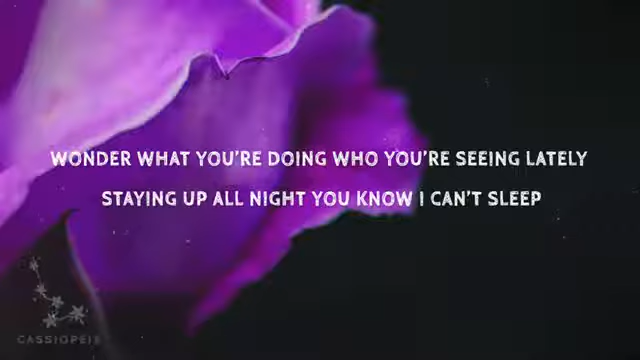 WONDER WHAT YOU'RE DOING WHO YOU'RE SEEING LATELY
STAYING UP ALL NIGHT YOU KNOW I CAN'T SLEEP
CASSIOPEIA